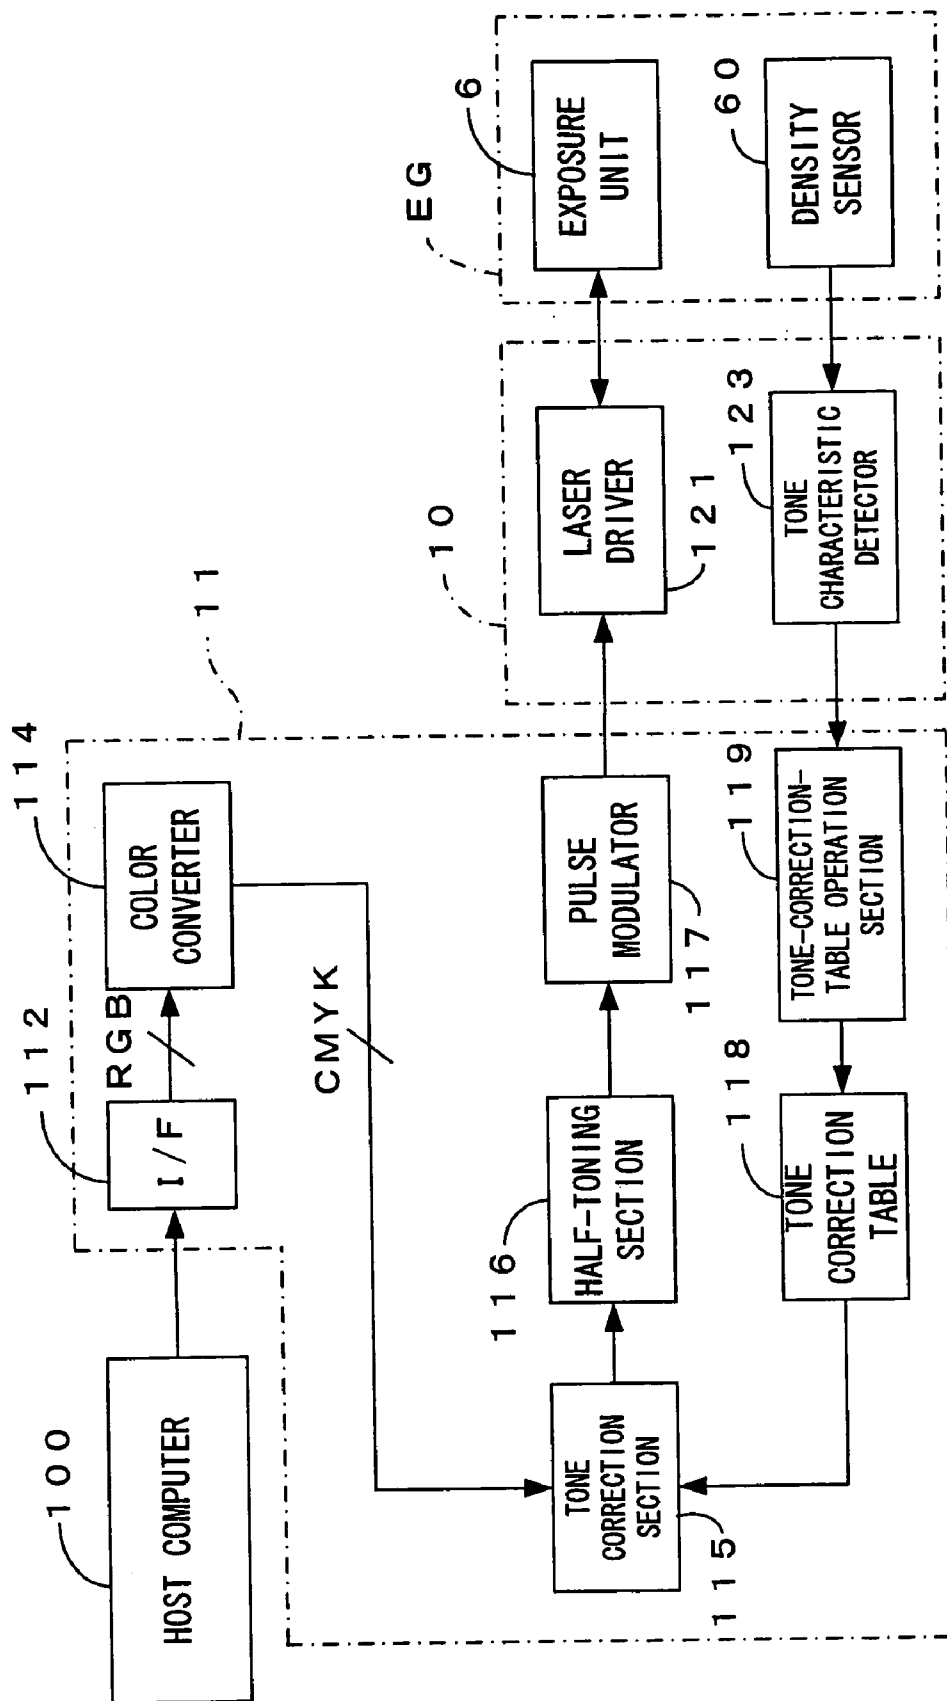 100
HOST COMPUTER
112
I/F
RGB
114
COLOR
CONVERTER
11
CMYK
115
TONE
CORRECTION
SECTION
116
HALF-TONING
SECTION
117
PULSE
MODULATOR
10
LASER
DRIVER
121
EG
6
EXPOSURE
UNIT
118
TONE
CORRECTION
TABLE
119
TONE-CORRECTION-
TABLE OPERATION
SECTION
123
TONE
CHARACTERISTIC
DETECTOR
60
DENSITY
SENSOR